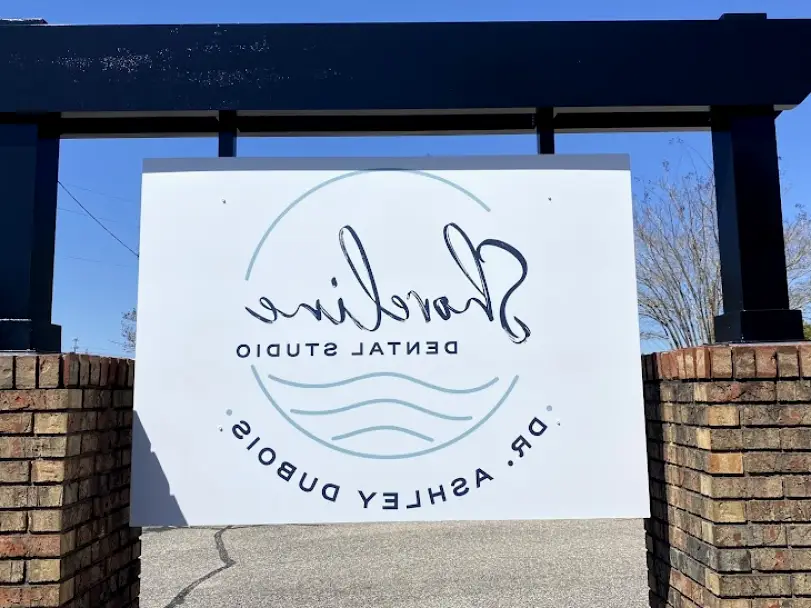 Shoreline
DENTAL STUDIO
DR. ASHLEY DUBOIS